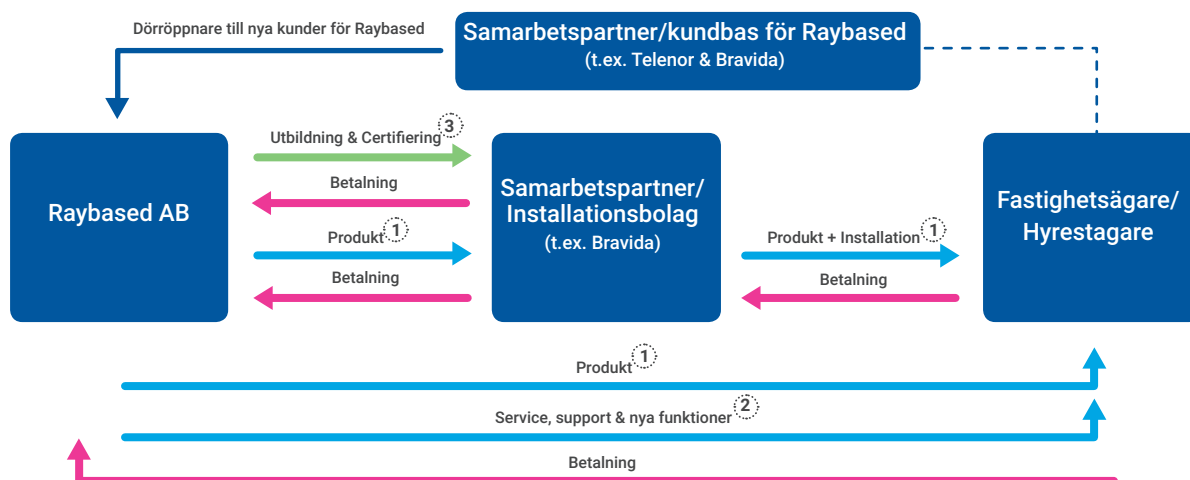 Dörröppnare till nya kunder för Raybased
Samarbetspartner/kundbas för Raybased
(t.ex. Telenor & Bravida)
Raybased AB
Utbildning & Certifiering 3
Betalning
Produkt 1
Betalning
Samarbetspartner/
Installationsbolag
(t.ex. Bravida)
Produkt + Installation 1
Betalning
Fastighetsägare/
Hyrestagare
Produkt 1
Service, support & nya funktioner 2
Betalning